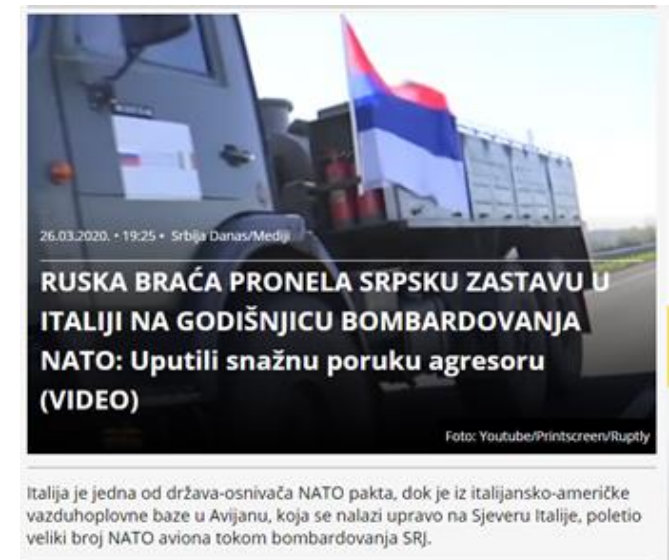 26.03.2020. • 19:25 • Srbija Danas/Mediji
RUSKA BRAĆA PRONELA SRPSKU ZASTAVU U
ITALIJI NA GODIŠNJICU BOMBARDOVANJA
NATO: Uputili snažnu poruku agresoru
(VIDEO)
Foto: Youtube/Printscreen/Ruptly
Italija je jedna od država-osnivača NATO pakta, dok je iz italijansko-američke
vazduhoplovne baze u Avijanu, koja se nalazi upravo na Sjeveru Italije, poletio
veliki broj NATO aviona tokom bombardovanja SRJ.